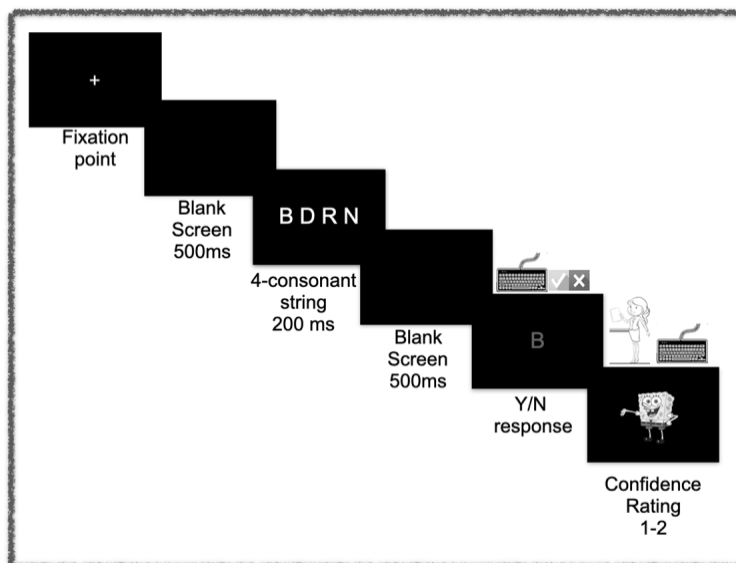 +
Fixation
point
Blank
Screen
500ms
B D R N
4-consonant
string
200 ms
Blank
Screen
500ms
B
Y/N
response
Confidence
Rating
1-2